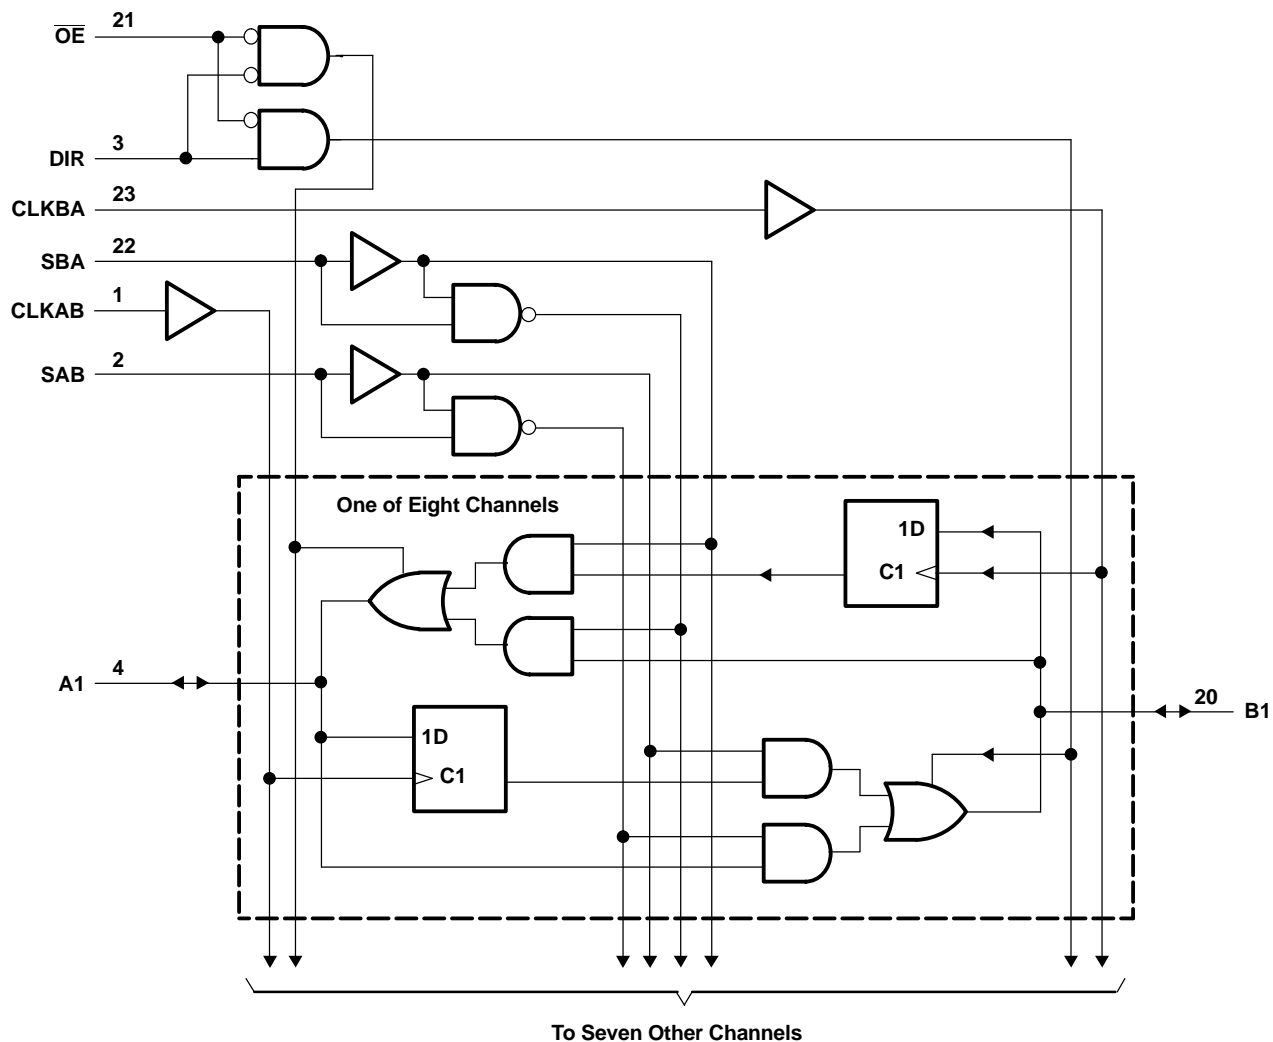 OE 21
DIR 3
CLKBA 23
SBA 22
CLKAB 1
SAB 2
One of Eight Channels
1D
C1
A1 4
20 B1
1D
C1
To Seven Other Channels